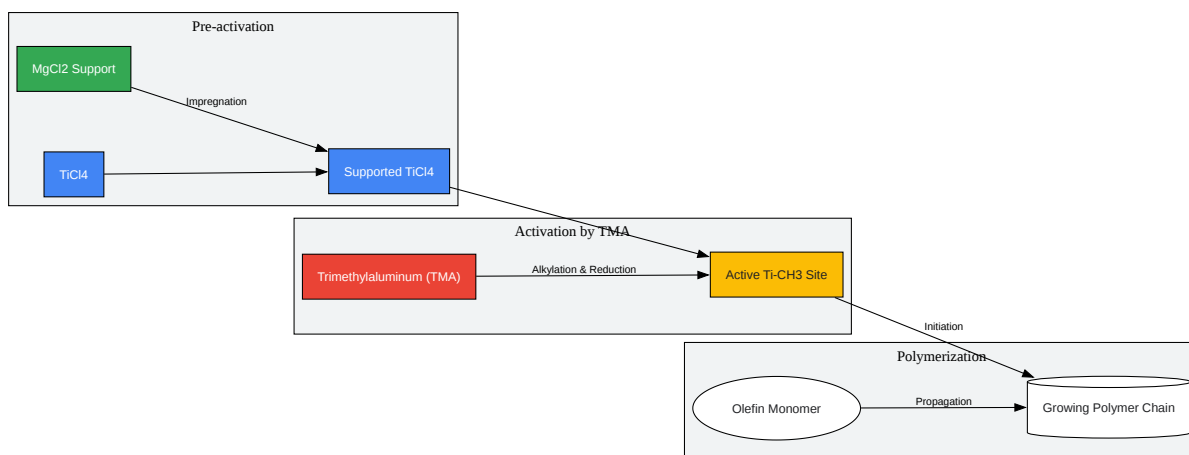 Pre-activation
MgCl2 Support
Impregnation
TiCl4
Supported TiCl4
Activation by TMA
Trimethylaluminum (TMA)
Alkylation & Reduction
Active Ti-CH3 Site
Initiation
Polymerization
Olefin Monomer
Propagation
Growing Polymer Chain